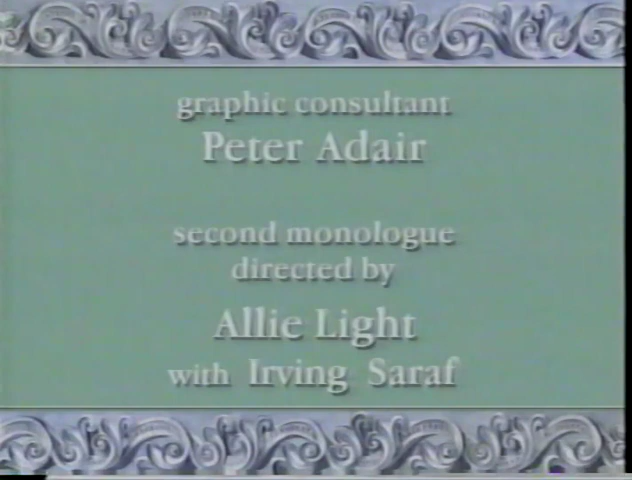 graphic consultant
Peter Adair
second monologue
directed by
Allie Light
with Irving Saraf